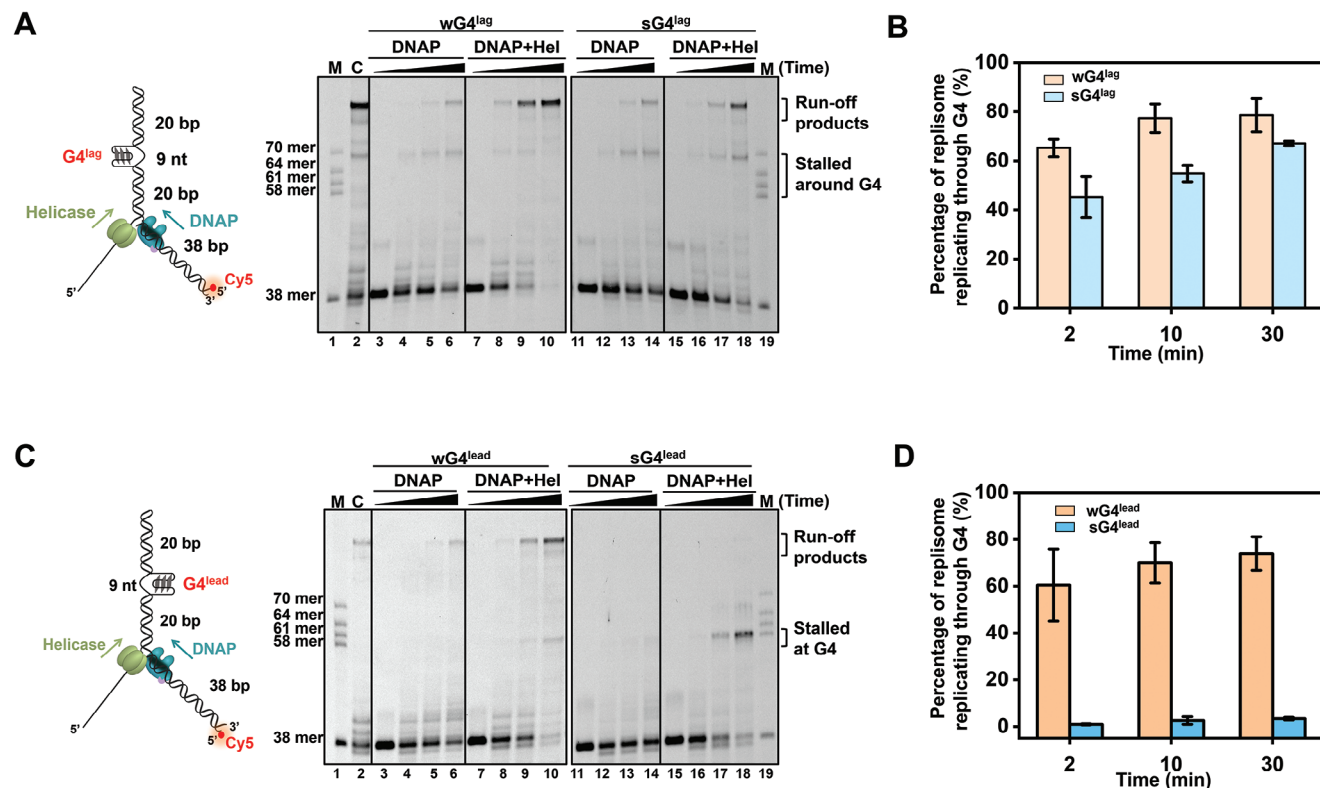 A
wG4lag
sG4lag
DNAP
DNAP+Hel
DNAP
DNAP+Hel
M
C
M
(Time)
20 bp
G4lag
9 nt
20 bp
Helicase
DNAP
38 bp
Cy5
5’
3’
5’
70 mer
64 mer
61 mer
58 mer
38 mer
Run-off
products
Stalled
around G4
1 2 3 4 5 6 7 8 9 10 11 12 13 14 15 16 17 18 19
B
Percentage of replisome
replicating through G4 (%)
100
80
60
40
20
0
wG4lag
sG4lag
2 10 30
Time (min)
C
wG4lead
sG4lead
DNAP
DNAP+Hel
DNAP
DNAP+Hel
M
C
M
(Time)
20 bp
9 nt
G4lead
20 bp
Helicase
DNAP
38 bp
5’
3’
5’
Cy5
70 mer
64 mer
61 mer
58 mer
38 mer
Run-off
products
Stalled
at G4
1 2 3 4 5 6 7 8 9 10 11 12 13 14 15 16 17 18 19
D
Percentage of replisome
replicating through G4 (%)
100
80
60
40
20
0
wG4lead
sG4lead
2 10 30
Time (min)